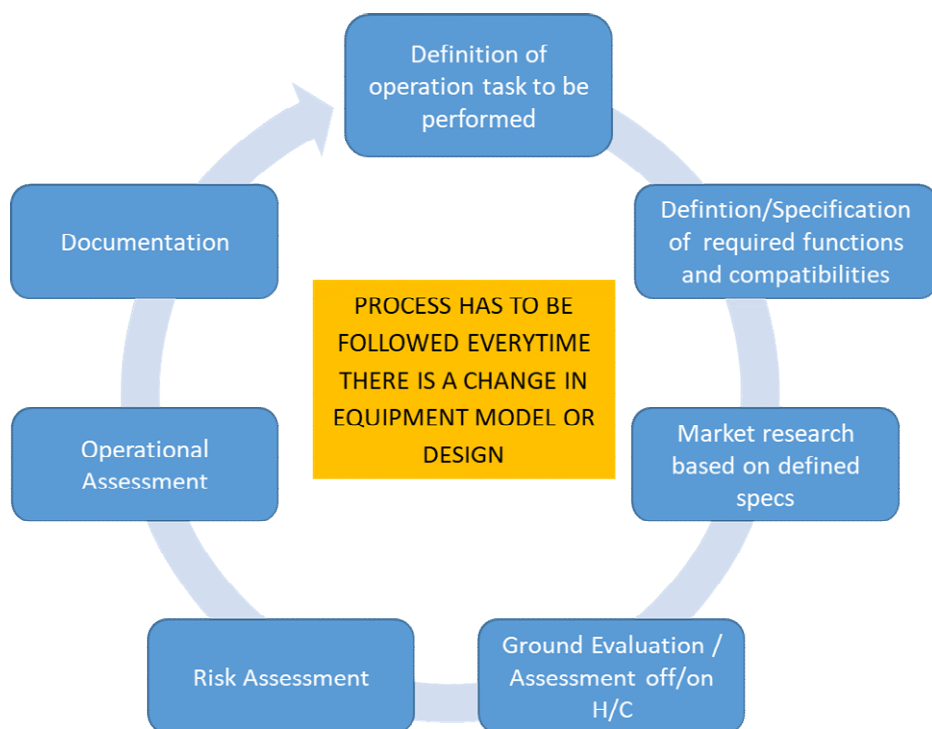 Definition of
operation task to be
performed
Defintion/Specification
of required functions
and compatibilities
Market research
based on defined
specs
Ground Evaluation /
Assessment off/on
H/C
Risk Assessment
Operational
Assessment
Documentation
PROCESS HAS TO BE
FOLLOWED EVERYTIME
THERE IS A CHANGE IN
EQUIPMENT MODEL OR
DESIGN